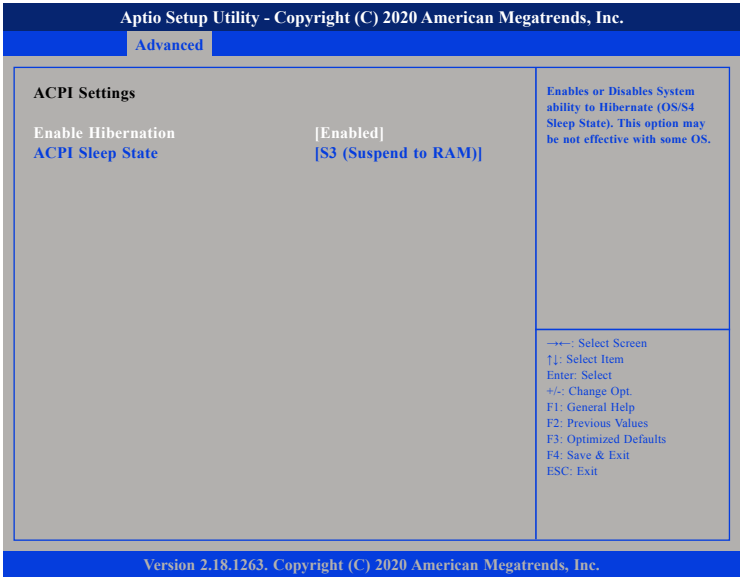 Aptio Setup Utility - Copyright (C) 2020 American Megatrends, Inc.
Advanced
ACPI Settings
Enable Hibernation [Enabled]
ACPI Sleep State [S3 (Suspend to RAM)]
Enables or Disables System
ability to Hibernate (OS/S4
Sleep State). This option may
be not effective with some OS.
→←: Select Screen
↑↓: Select Item
Enter: Select
+/-: Change Opt.
F1: General Help
F2: Previous Values
F3: Optimized Defaults
F4: Save & Exit
ESC: Exit
Version 2.18.1263. Copyright (C) 2020 American Megatrends, Inc.